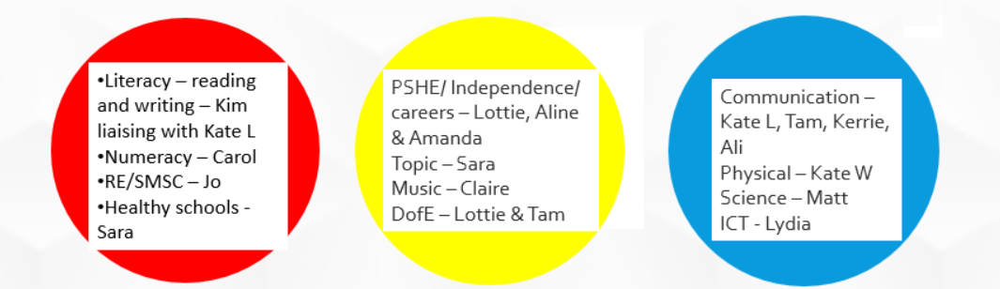 •Literacy – reading
and writing – Kim
liaising with Kate L
•Numeracy – Carol
•RE/SMSC – Jo
•Healthy schools -
Sara
PSHE/ Independence/
careers – Lottie, Aline
& Amanda
Topic – Sara
Music – Claire
DofE – Lottie & Tam
Communication –
Kate L, Tam, Kerrie,
Ali
Physical – Kate W
Science – Matt
ICT - Lydia